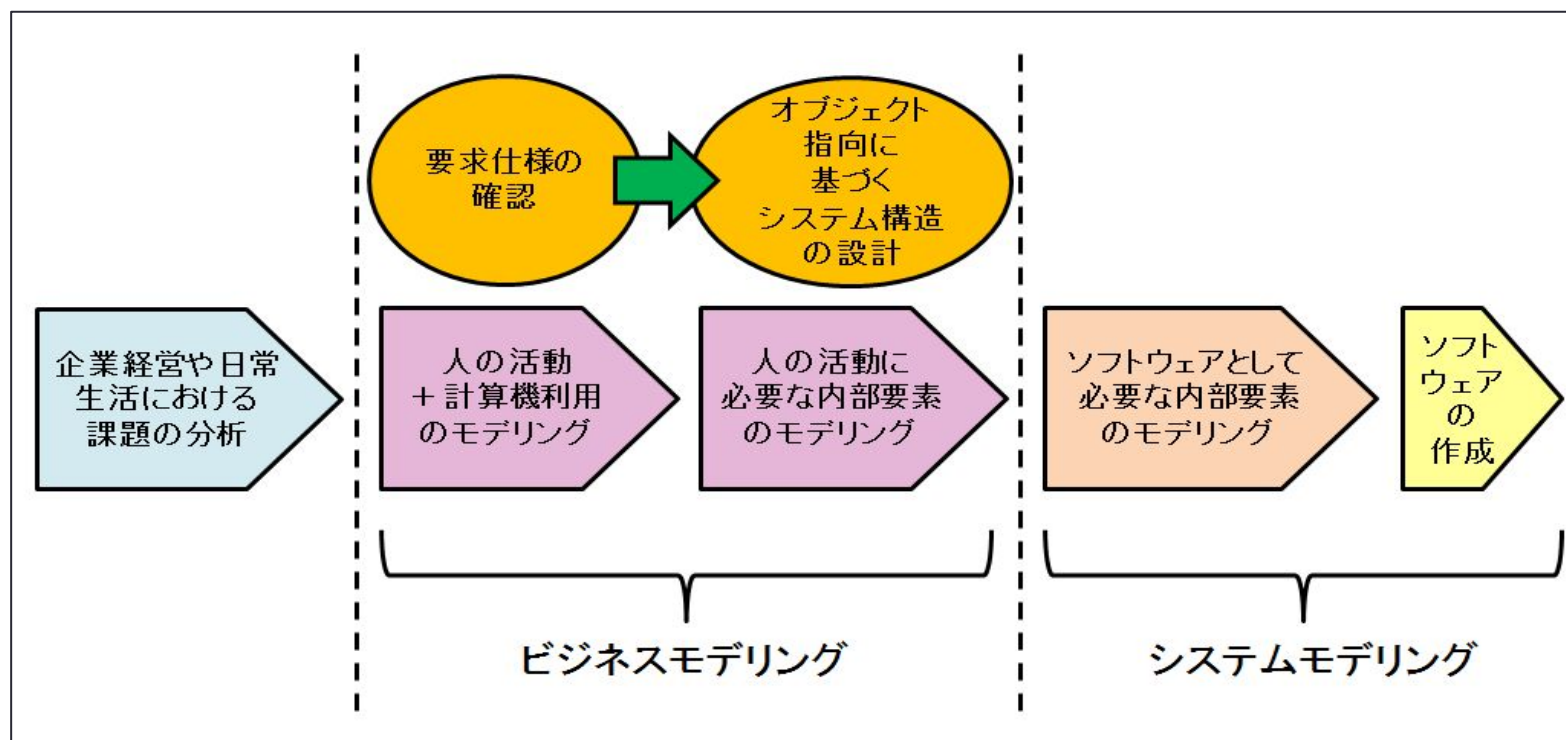 要求仕様の
確認
オブジェクト
指向に
基づく
システム構造
の設計
企業経営や日常
生活における
課題の分析
人の活動
＋計算機利用
のモデリング
人の活動に
必要な内部要素
のモデリング
ソフトウェアとして
必要な内部要素
のモデリング
ソフト
ウェア
の
作成
ビジネスモデリング
システムモデリング